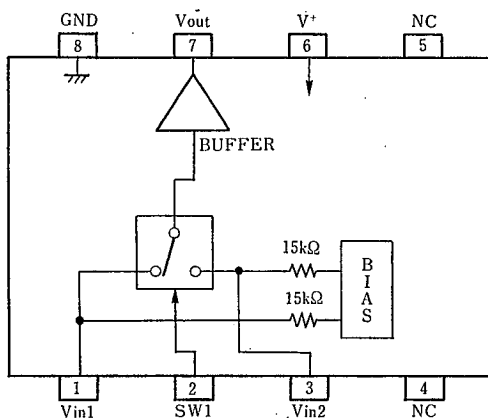 GND Vout V+ NC
8 7 6 5
BUFFER
15kΩ
15kΩ
BIAS
1 2 3 4
Vin1 SW1 Vin2 NC